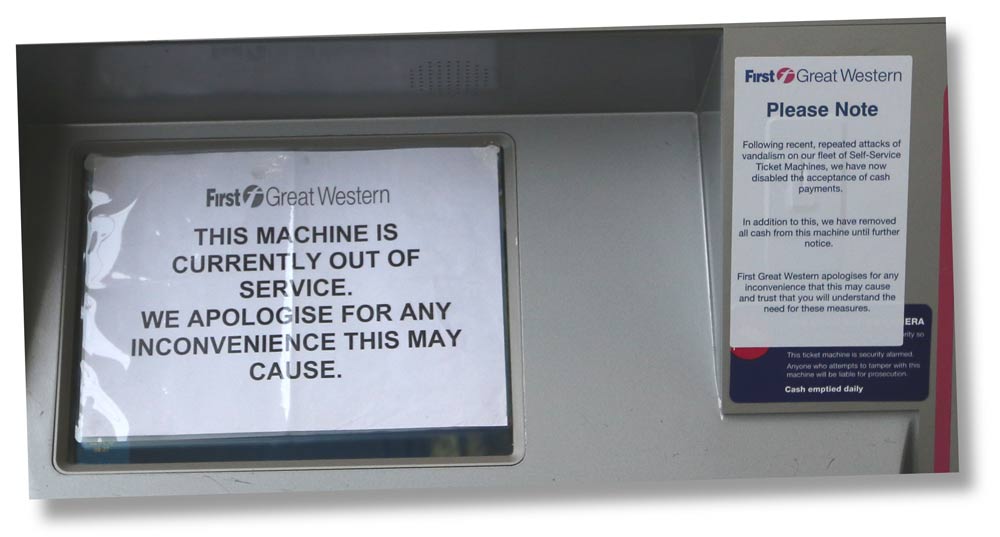 First Great Western
THIS MACHINE IS
CURRENTLY OUT OF
SERVICE.
WE APOLOGISE FOR ANY
INCONVENIENCE THIS MAY
CAUSE.
First Great Western
Please Note
Following recent, repeated attacks of
vandalism on our fleet of Self-Service
Ticket Machines, we have now
disabled the acceptance of cash
payments.
In addition to this, we have removed
all cash from this machine until further
notice.
First Great Western apologises for any
inconvenience that this may cause
and trust that you will understand the
need for these measures.
ERA
so
This ticket machine is security alarmed.
Anyone who attempts to tamper with this
machine will be liable for prosecution.
Cash emptied daily